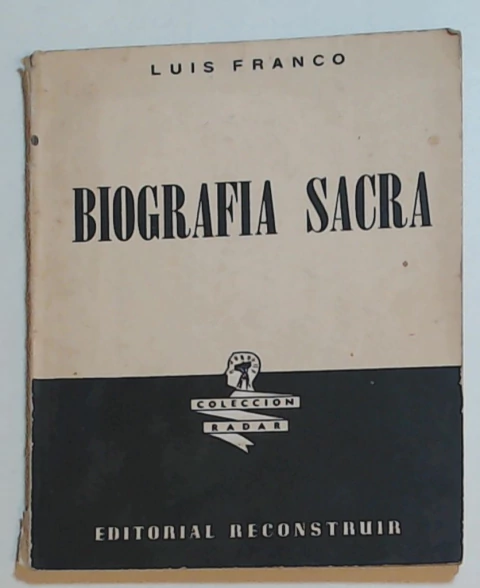 LUIS FRANCO
BIOGRAFIA SACRA
COLECCION
RADAR
EDITORIAL RECONSTRUIR